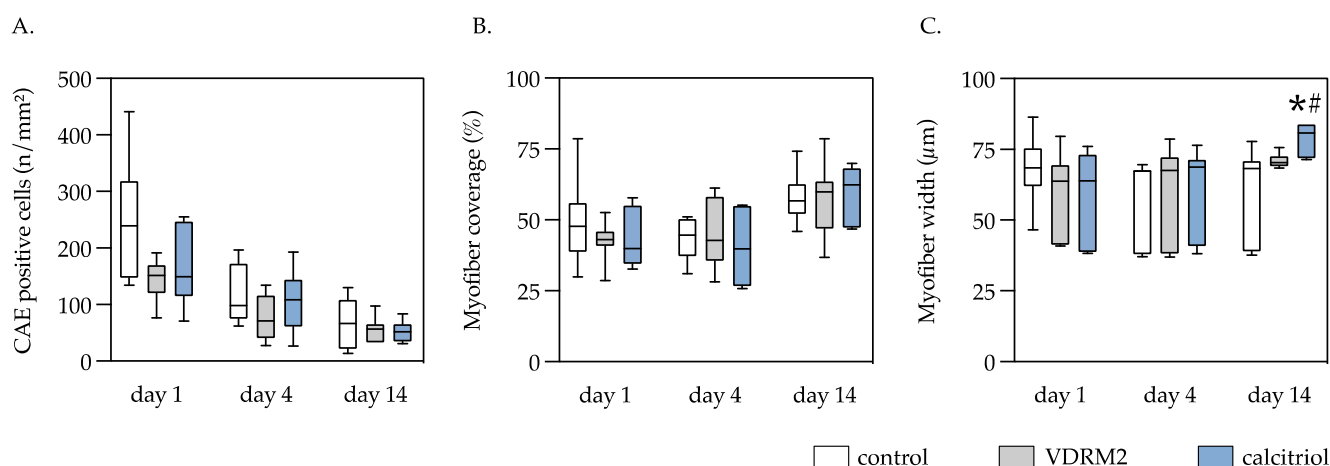 A.
CAE positive cells (n/mm²)
500
400
300
200
100
0
day 1 day 4 day 14
B.
Myofiber coverage (%)
100
75
50
25
0
day 1 day 4 day 14
C.
Myofiber width (µm)
100
75
50
25
0
*#
day 1 day 4 day 14
control VDRM2 calcitriol